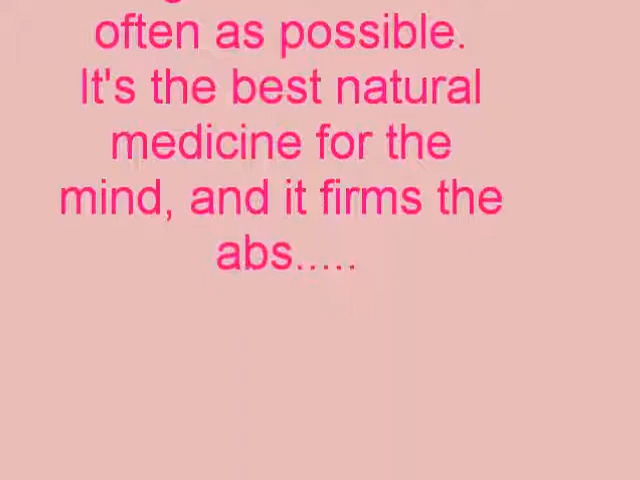 often as possible.
It's the best natural
medicine for the
mind, and it firms the
abs.....